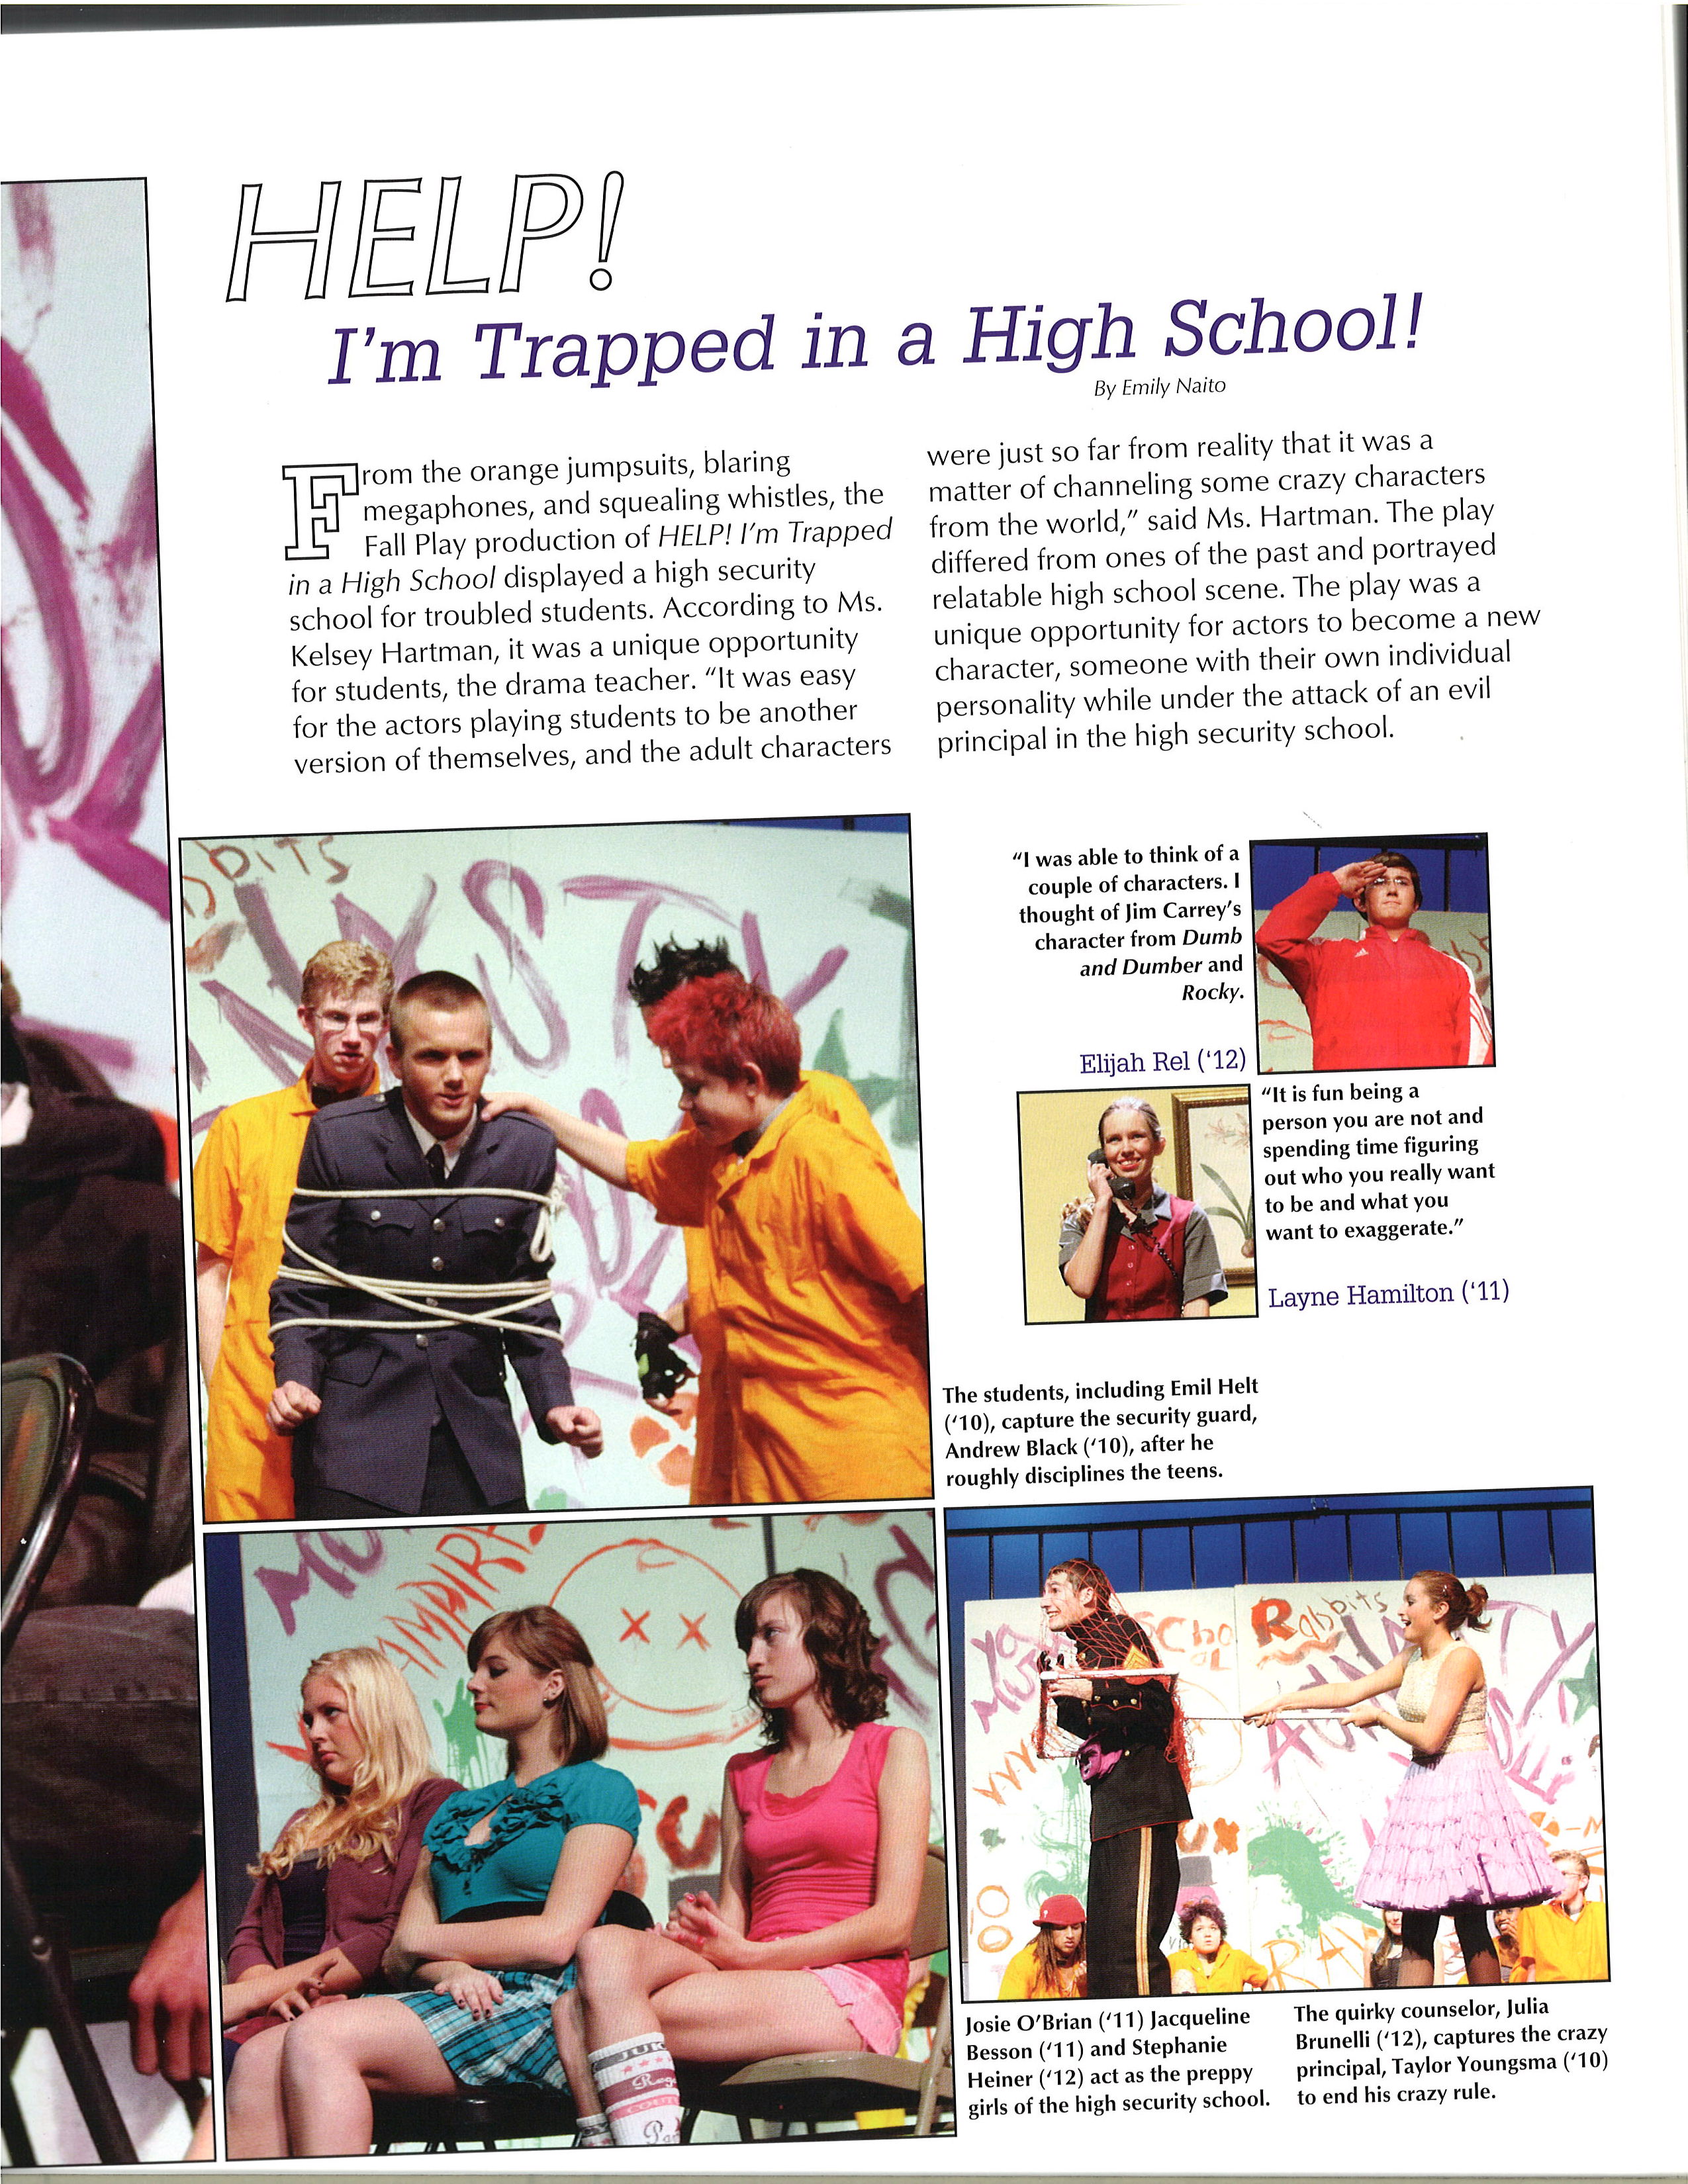 HELP!
I'm Trapped in a High School!
By Emily Naito
From the orange jumpsuits, blaring
megaphones, and squealing whistles, the
Fall Play production of HELP! I'm Trapped
in a High School displayed a high security
school for troubled students. According to Ms.
Kelsey Hartman, it was a unique opportunity
for students, the drama teacher. "It was easy
for the actors playing students to be another
version of themselves, and the adult characters
were just so far from reality that it was a
matter of channeling some crazy characters
from the world," said Ms. Hartman. The play
differed from ones of the past and portrayed
relatable high school scene. The play was a
unique opportunity for actors to become a new
character, someone with their own individual
personality while under the attack of an evil
principal in the high security school.
"I was able to think of a
couple of characters. I
thought of Jim Carrey's
character from Dumb
and Dumber and
Rocky.
Elijah Rel ('12)
"It is fun being a
person you are not and
spending time figuring
out who you really want
to be and what you
want to exaggerate."
Layne Hamilton ('11)
The students, including Emil Helt
('10), capture the security guard,
Andrew Black ('10), after he
roughly disciplines the teens.
Rabbits
Josie O'Brian ('11) Jacqueline
Besson ('11) and Stephanie
Heiner ('12) act as the preppy
girls of the high security school.
The quirky counselor, Julia
Brunelli ('12), captures the crazy
principal, Taylor Youngsma ('10)
to end his crazy rule.